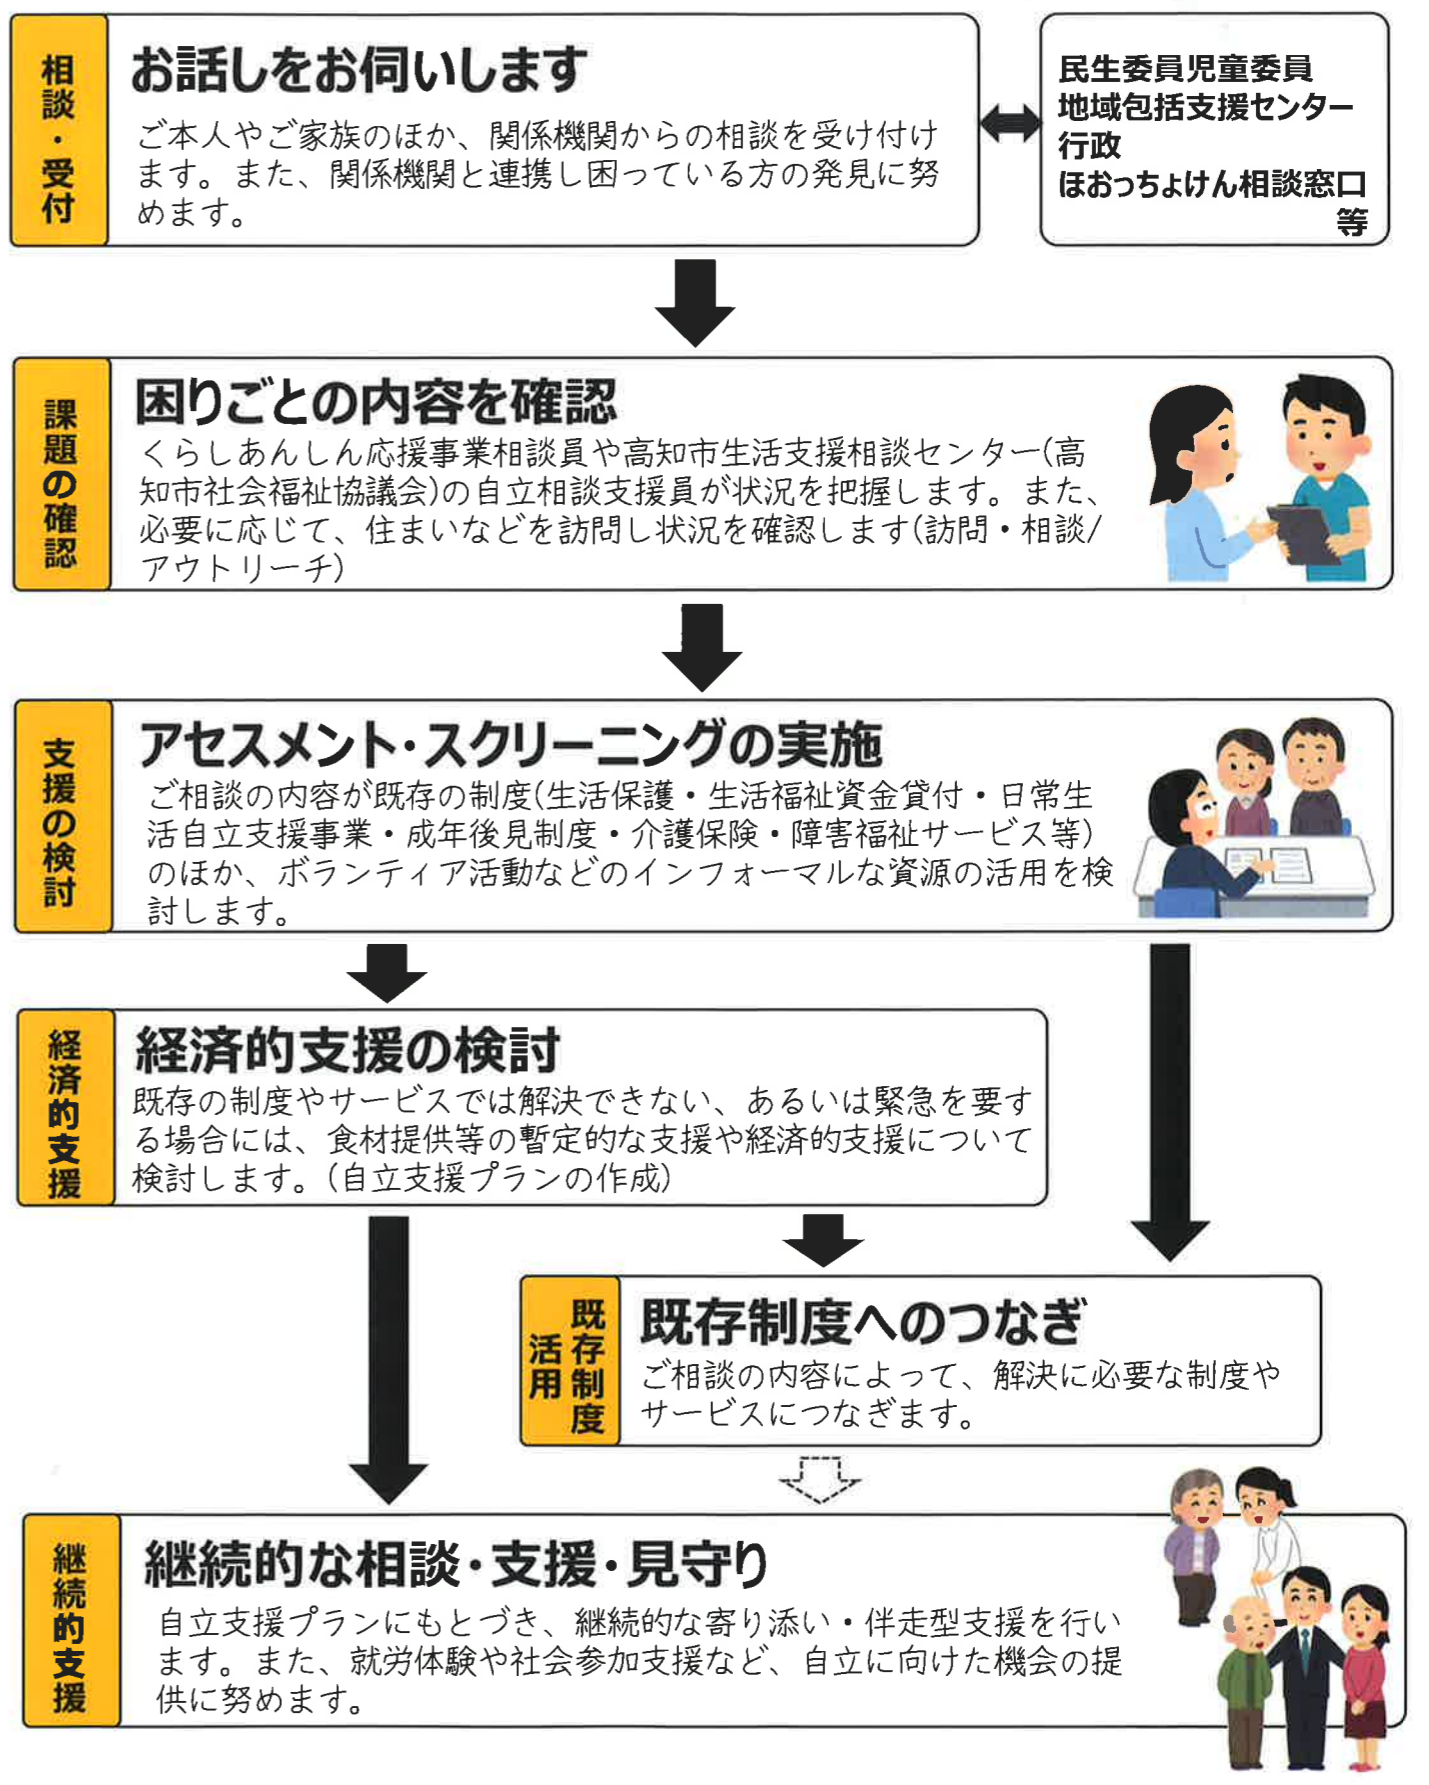 相談・受付
お話しをお伺いします
ご本人やご家族のほか、関係機関からの相談を受け付け
ます。また、関係機関と連携し困っている方の発見に努
めます。
民生委員児童委員
地域包括支援センター
行政
ほおっちょけん相談窓口
等
課題の確認
困りごとの内容を確認
くらしあんしん応援事業相談員や高知市生活支援相談センター(高
知市社会福祉協議会)の自立相談支援員が状況を把握します。また、
必要に応じて、住まいなどを訪問し状況を確認します(訪問・相談/
アウトリーチ)
支援の検討
アセスメント・スクリーニングの実施
ご相談の内容が既存の制度(生活保護・生活福祉資金貸付・日常生
活自立支援事業・成年後見制度・介護保険・障害福祉サービス等)
のほか、ボランティア活動などのインフォーマルな資源の活用を検
討します。
経済的支援
経済的支援の検討
既存の制度やサービスでは解決できない、あるいは緊急を要す
る場合には、食材提供等の暫定的な支援や経済的支援について
検討します。(自立支援プランの作成)
既存制度
活用
既存制度へのつなぎ
ご相談の内容によって、解決に必要な制度や
サービスにつなぎます。
継続的支援
継続的な相談・支援・見守り
自立支援プランにもとづき、継続的な寄り添い・伴走型支援を行い
ます。また、就労体験や社会参加支援など、自立に向けた機会の提
供に努めます。